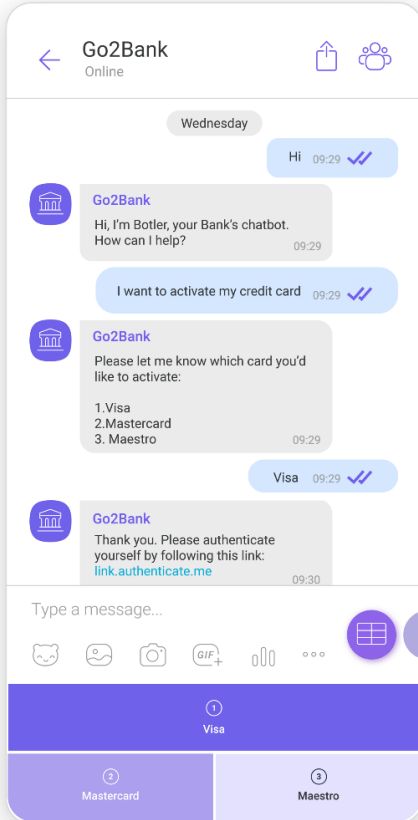 Go2Bank
Online
Wednesday
Hi 09:29
Go2Bank
Hi, I'm Botler, your Bank's chatbot.
How can I help?
09:29
I want to activate my credit card 09:29
Go2Bank
Please let me know which card you'd
like to activate:
1.Visa
2.Mastercard
3. Maestro
09:29
Visa 09:29
Go2Bank
Thank you. Please authenticate
yourself by following this link:
link.authenticate.me
09:30
Type a message...
GIF
1
Visa
2
Mastercard
3
Maestro